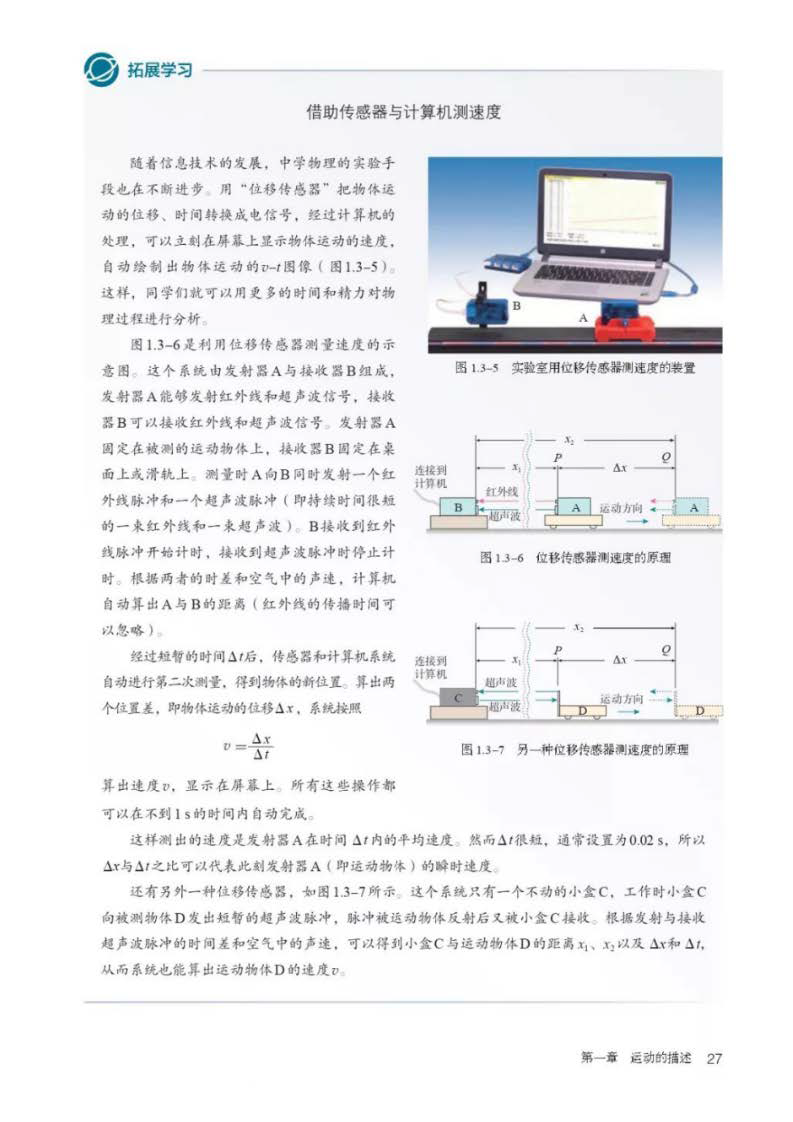 拓展学习
借助传感器与计算机测速度
随着信息技术的发展，中学物理的实验手
段也在不断进步。用“位移传感器”把物体运
动的位移、时间转换成电信号，经过计算机的
处理，可以立刻在屏幕上显示物体运动的速度，
自动绘制出物体运动的v-t图像（图1.3-5）。
这样，同学们就可以用更多的时间和精力对物
理过程进行分析。
图1.3-6是利用位移传感器测量速度的示
意图。这个系统由发射器A与接收器B组成，
发射器A能够发射红外线和超声波信号，接收
器B可以接收红外线和超声波信号。发射器A
固定在被测的运动物体上，接收器B固定在桌
面上或滑轨上。测量时A向B同时发射一个红
外线脉冲和一个超声波脉冲（即持续时间很短
的一束红外线和一束超声波）。B接收到红外
线脉冲开始计时，接收到超声波脉冲时停止计
时。根据两者的时差和空气中的声速，计算机
自动算出A与B的距离（红外线的传播时间可
以忽略）。
经过短暂的时间Δt后，传感器和计算机系统
自动进行第二次测量，得到物体的新位置。算出两
个位置差，即物体运动的位移Δx，系统按照
v=Δx/Δt
算出速度v，显示在屏幕上。所有这些操作都
可以在不到1 s的时间内自动完成。
B
A
图 1.3-5 实验室用位移传感器测速度的装置
x₂
P
Q
连接到
计算机
x₁
Δx
红外线
B
超声波
A
运动方向
A
图 1.3-6 位移传感器测速度的原理
x₂
P
Q
连接到
计算机
x₁
Δx
超声波
C
超声波
D
运动方向
D
图 1.3-7 另一种位移传感器测速度的原理
这样测出的速度是发射器A在时间 Δt内的平均速度。然而Δt很短，通常设置为0.02 s，所以
Δx与Δt之比可以代表此刻发射器A（即运动物体）的瞬时速度。
还有另外一种位移传感器，如图1.3-7所示。这个系统只有一个不动的小盒C，工作时小盒C
向被测物体D发出短暂的超声波脉冲，脉冲被运动物体反射后又被小盒C接收。根据发射与接收
超声波脉冲的时间差和空气中的声速，可以得到小盒C与运动物体D的距离x₁、x₂以及 Δx和 Δt，
从而系统也能算出运动物体D的速度v。
第一章 运动的描述 27